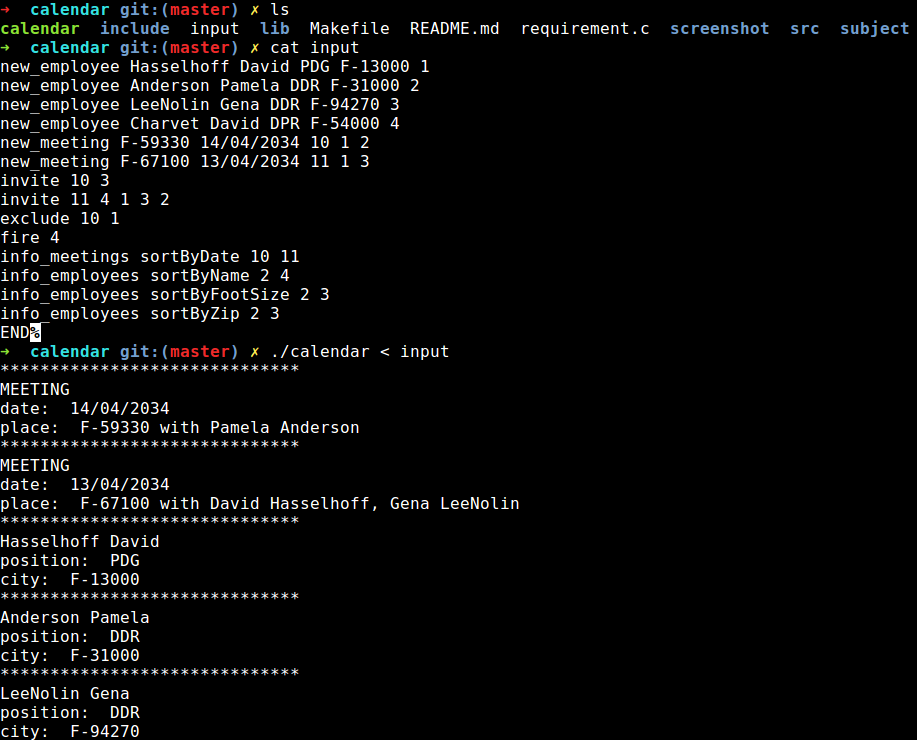 → calendar git:(master) ✗ ls
calendar include input lib Makefile README.md requirement.c screenshot src subject
→ calendar git:(master) ✗ cat input
new_employee Hasselhoff David PDG F-13000 1
new_employee Anderson Pamela DDR F-31000 2
new_employee LeeNolin Gena DDR F-94270 3
new_employee Charvet David DPR F-54000 4
new_meeting F-59330 14/04/2034 10 1 2
new_meeting F-67100 13/04/2034 11 1 3
invite 10 3
invite 11 4 1 3 2
exclude 10 1
fire 4
info_meetings sortByDate 10 11
info_employees sortByName 2 4
info_employees sortByFootSize 2 3
info_employees sortByZip 2 3
END%
→ calendar git:(master) ✗ ./calendar < input
******************************
MEETING
date:  14/04/2034
place:  F-59330 with Pamela Anderson
******************************
MEETING
date:  13/04/2034
place:  F-67100 with David Hasselhoff, Gena LeeNolin
******************************
Hasselhoff David
position:  PDG
city:  F-13000
******************************
Anderson Pamela
position:  DDR
city:  F-31000
******************************
LeeNolin Gena
position:  DDR
city:  F-94270